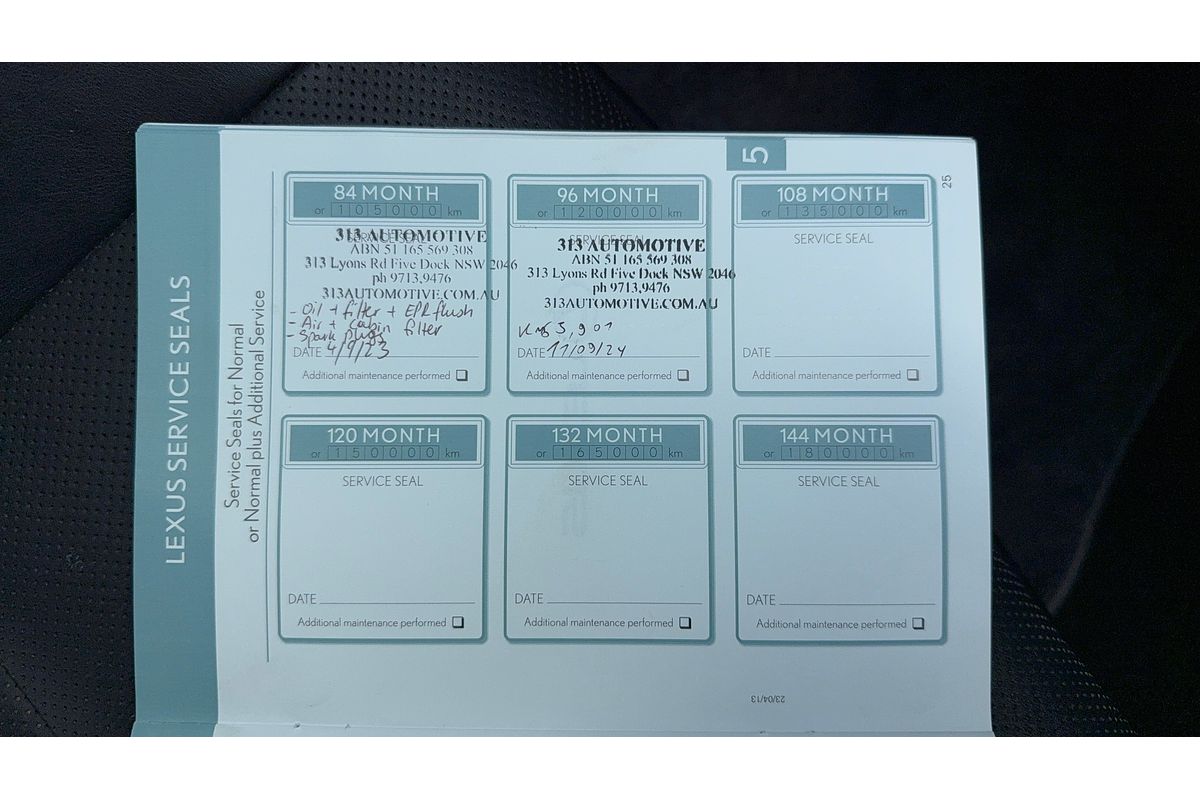 LEXUS SERVICE SEALS
Service Seals for Normal
or Normal plus Additional Service
5
25
84 MONTH
or 105000 km
SERVICE SEAL
313 AUTOMOTIVE
ABN 51 165 569 308
313 Lyons Rd Five Dock NSW 2046
ph 9713,9476
313AUTOMOTIVE.COM.AU
- Oil + filter + flush
- Air + Cabin filter
- Spark plugs
DATE 4/9/23
Additional maintenance performed
96 MONTH
or 120000 km
SERVICE SEAL
313 AUTOMOTIVE
ABN 51 165 569 308
313 Lyons Rd Five Dock NSW 2046
ph 9713,9476
313AUTOMOTIVE.COM.AU
DATE 11/09/24
Additional maintenance performed
108 MONTH
or 135000 km
SERVICE SEAL
DATE
Additional maintenance performed
120 MONTH
or 150000 km
SERVICE SEAL
DATE
Additional maintenance performed
132 MONTH
or 165000 km
SERVICE SEAL
DATE
Additional maintenance performed
144 MONTH
or 180000 km
SERVICE SEAL
DATE
Additional maintenance performed
23/04/13